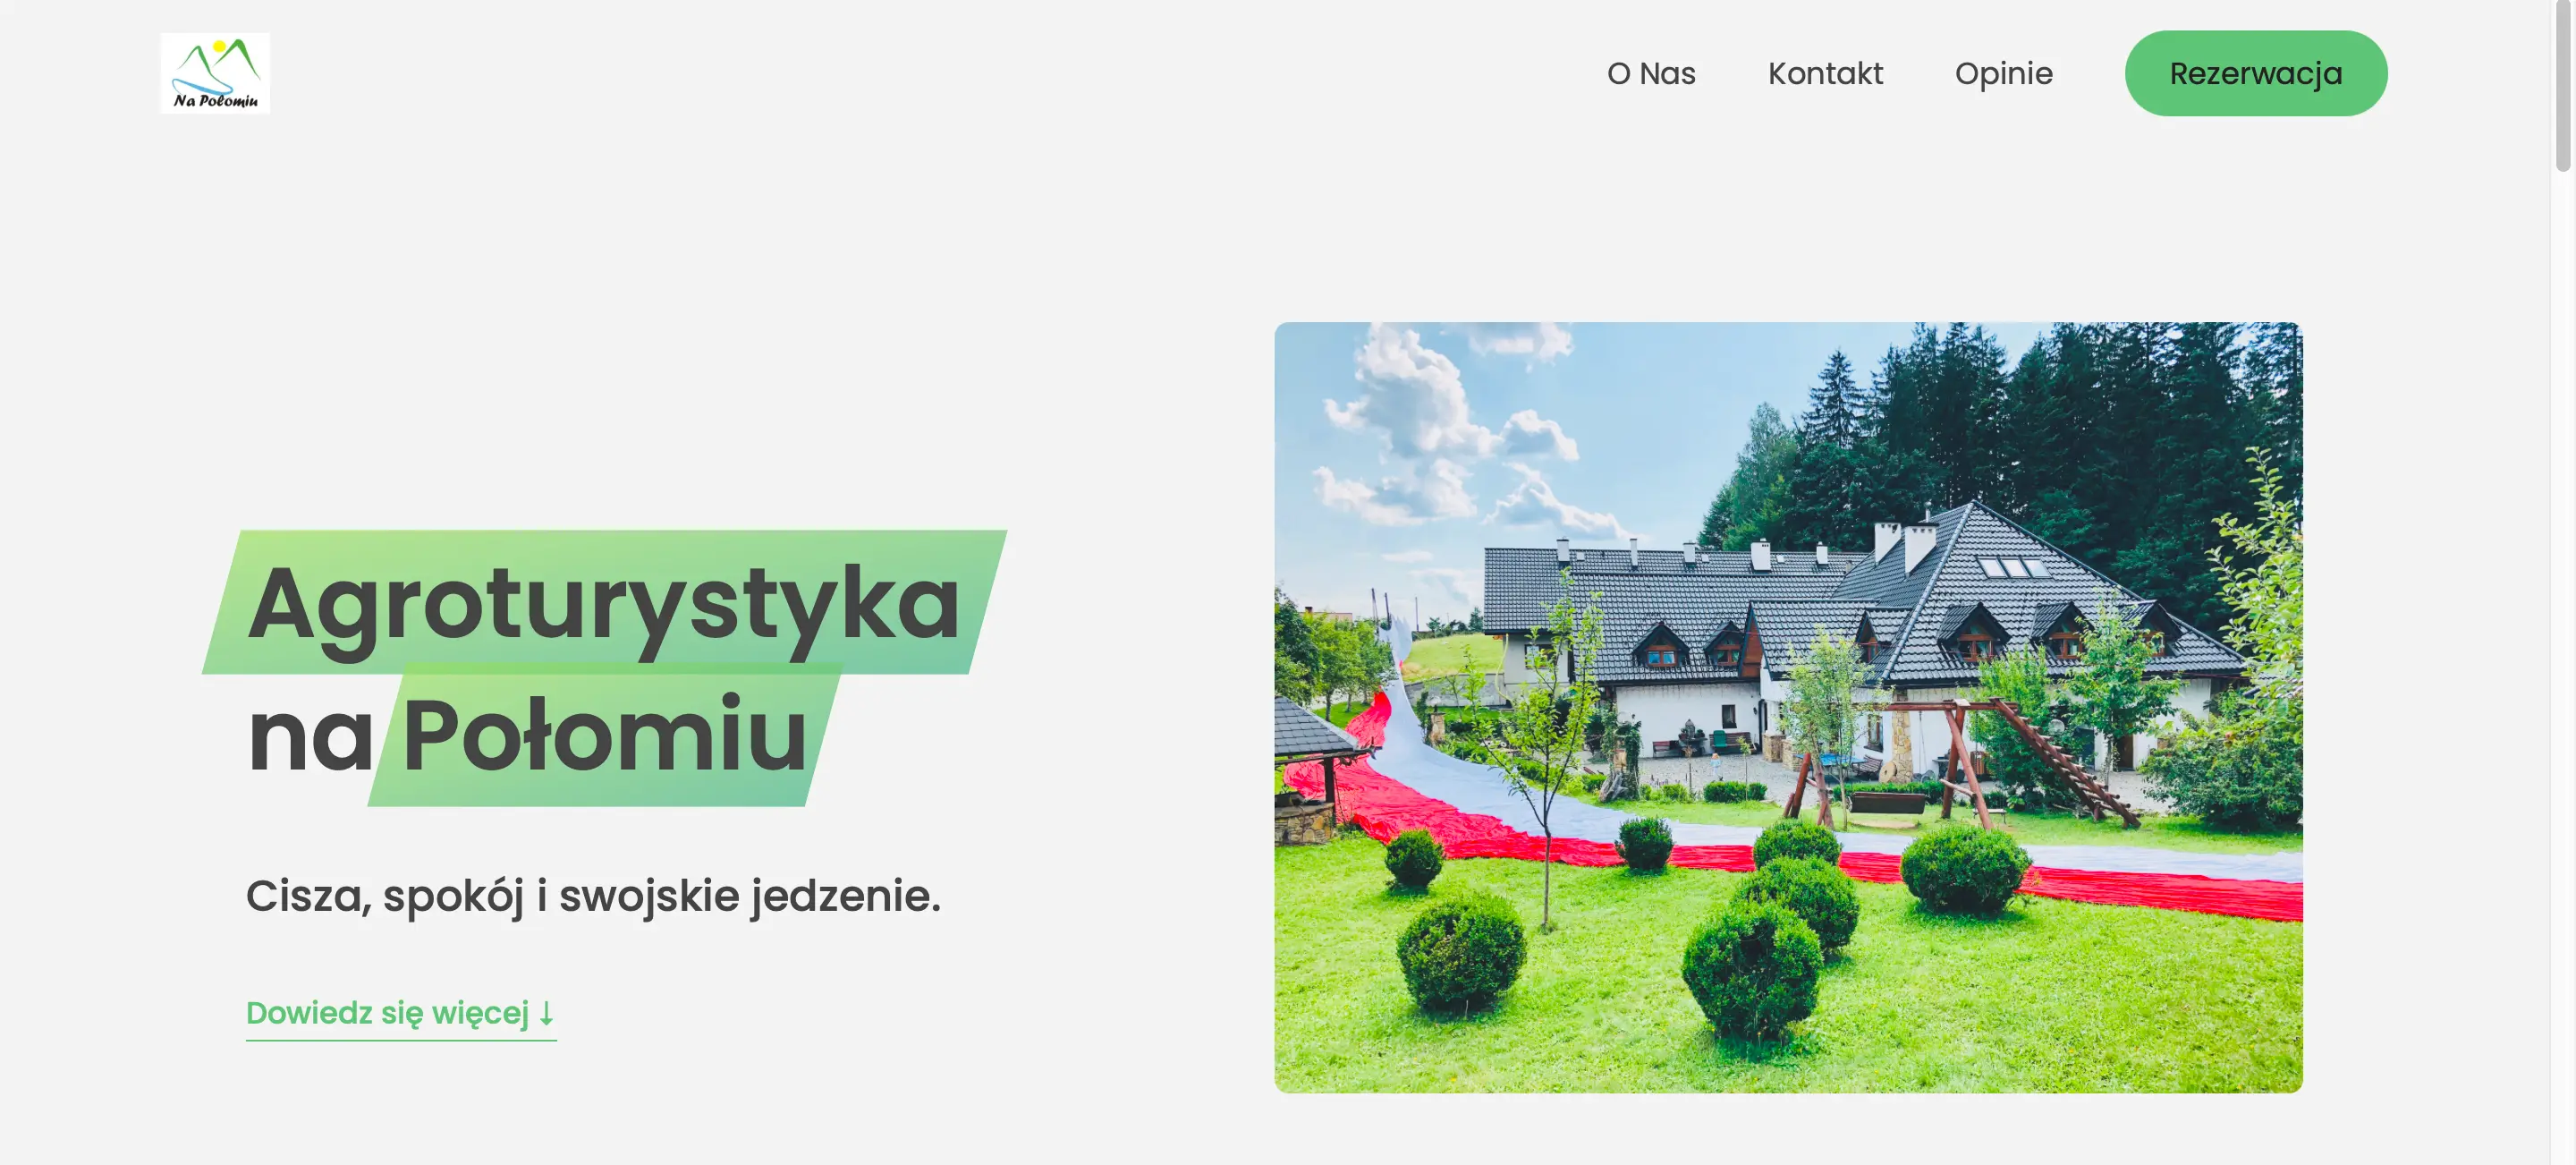 Na Połomiu
O Nas
Kontakt
Opinie
Rezerwacja
Agroturystyka
na Połomiu
Cisza, spokój i swojskie jedzenie.
Dowiedz się więcej ↓